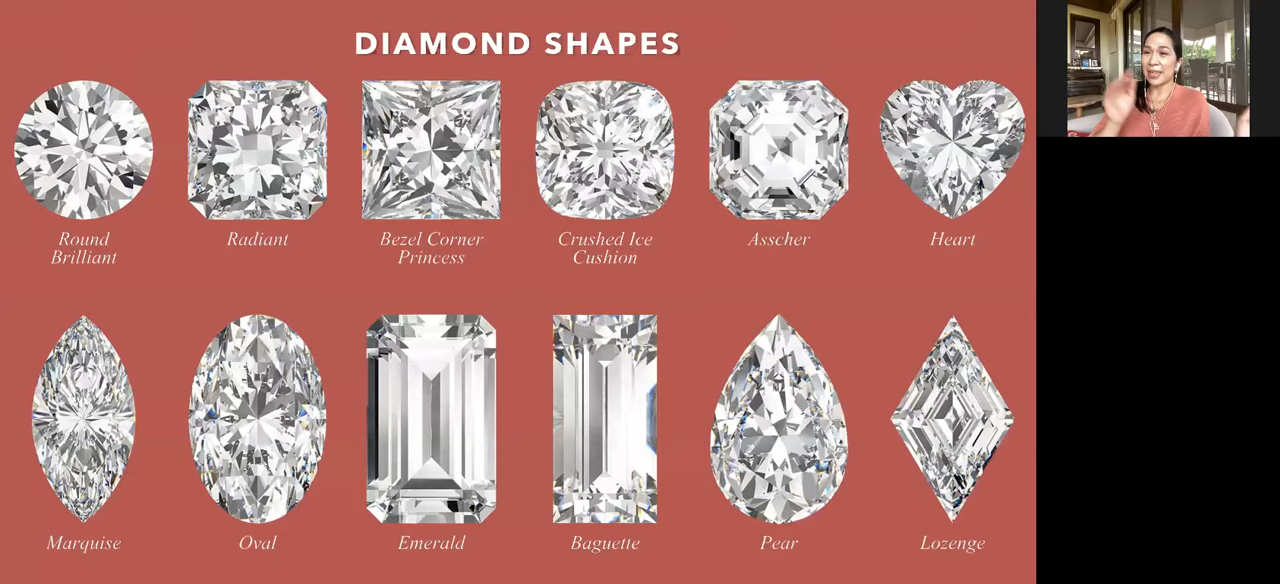 DIAMOND SHAPES
Round
Brilliant
Radiant
Bezel Corner
Princess
Crushed Ice
Cushion
Asscher
Heart
Marquise
Oval
Emerald
Baguette
Pear
Lozenge